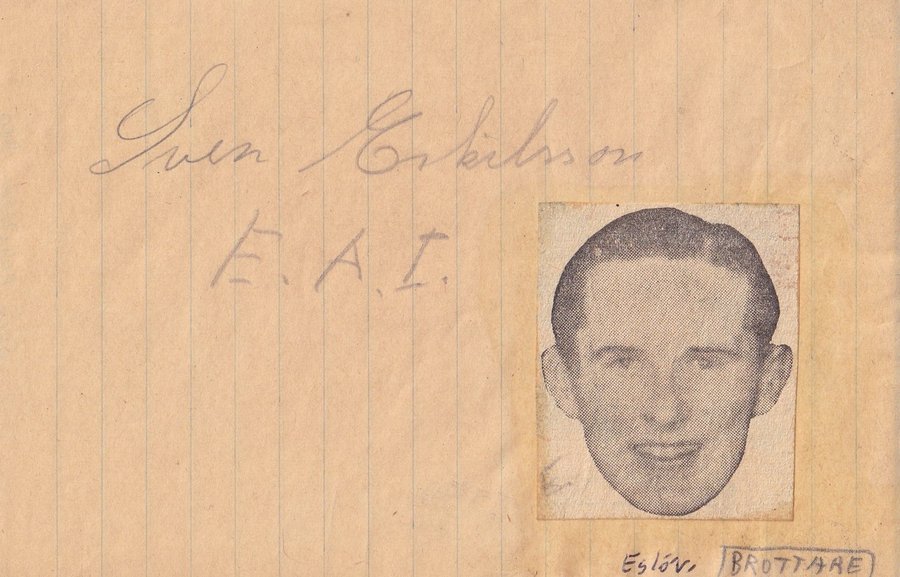 Sven Eskilsson
E.A.I.
Eslöv. BROTTARE